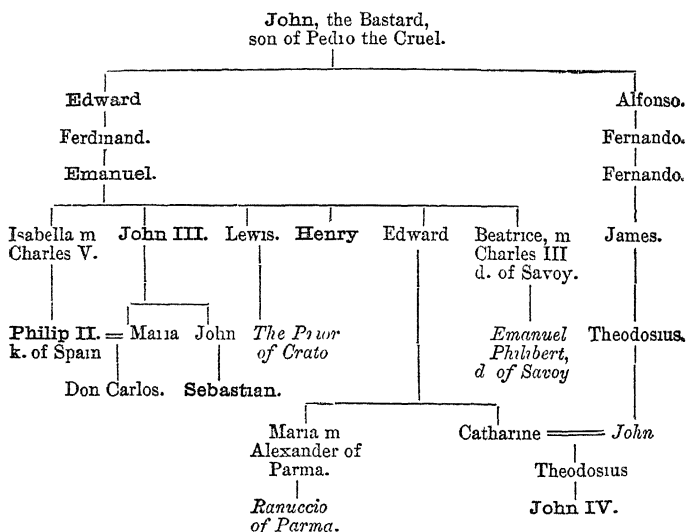 John, the Bastard,
son of Pedro the Cruel.
Edward Alfonso.
Ferdinand. Fernando.
Emanuel. Fernando.
Isabella m John III. Lewis. Henry Edward Beatrice, m James.
Charles V. Charles III
d. of Savoy.
Philip II. = Maria John The Prior Emanuel Theodosius.
k. of Spain of Crato Philibert,
Don Carlos. Sebastian. d of Savoy
Maria m Catharine = John
Alexander of
Parma. Theodosius
Ranuccio John IV.
of Parma.